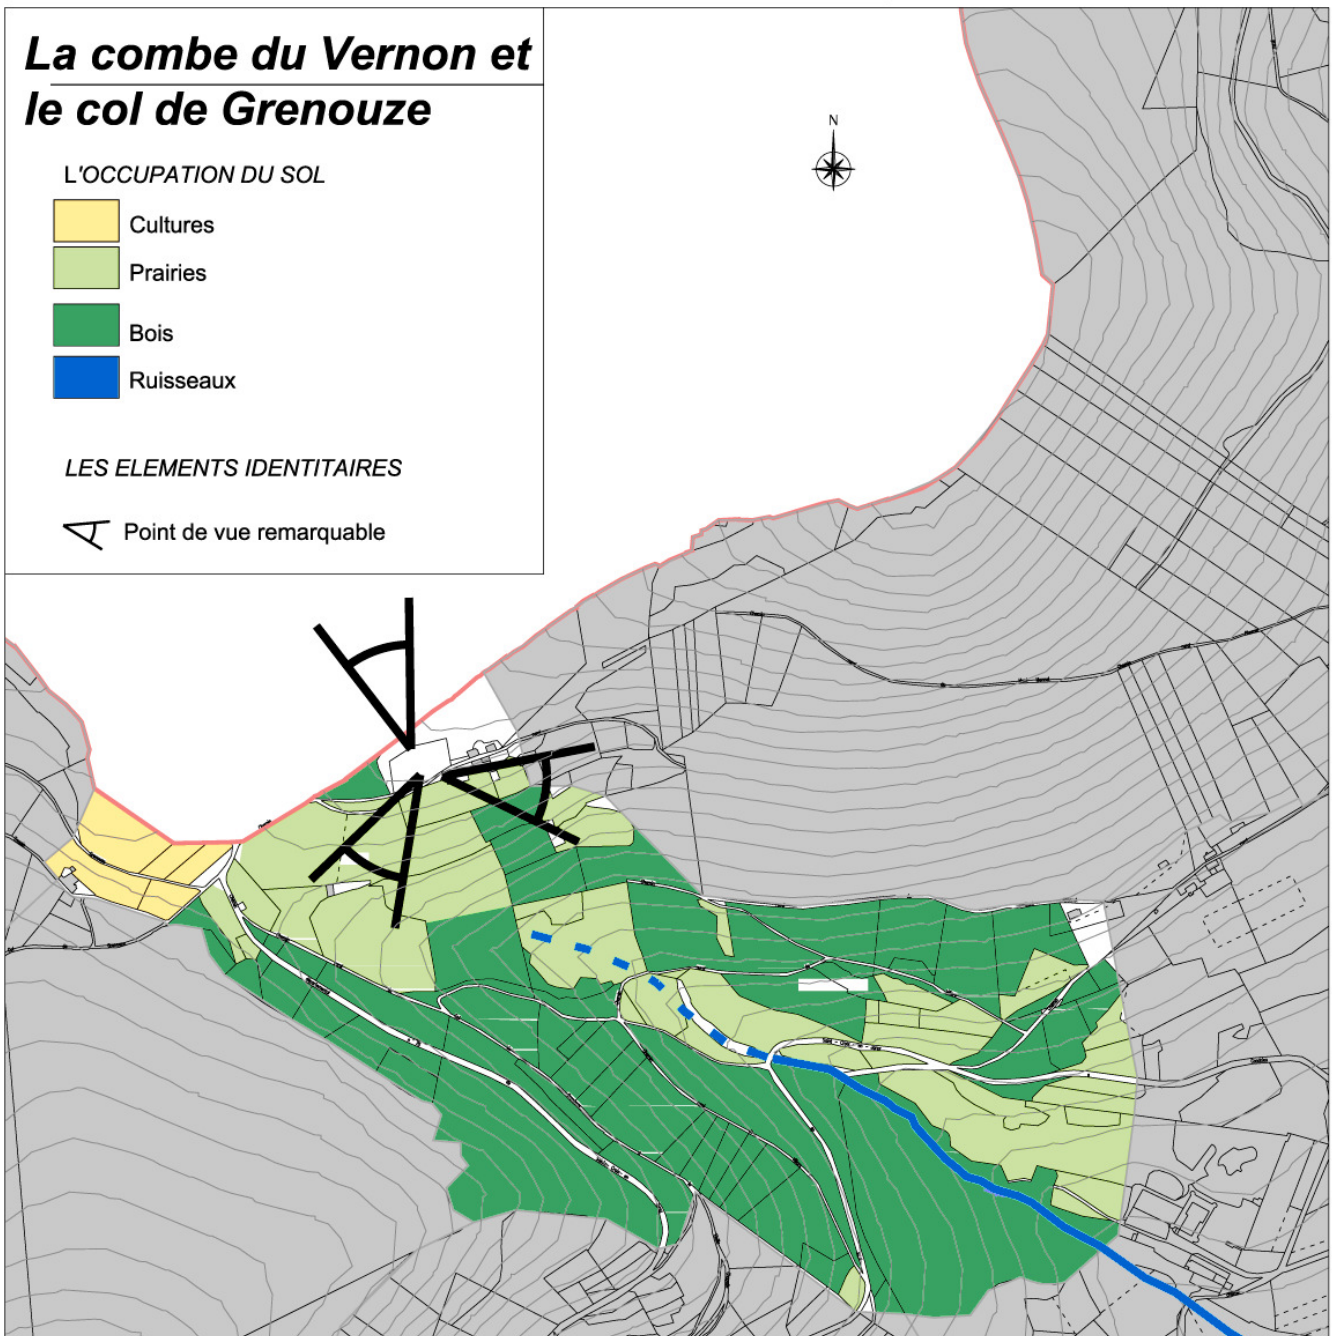 La combe du Vernon et
le col de Grenouze
L'OCCUPATION DU SOL
Cultures
Prairies
Bois
Ruisseaux
LES ELEMENTS IDENTITAIRES
Point de vue remarquable
N